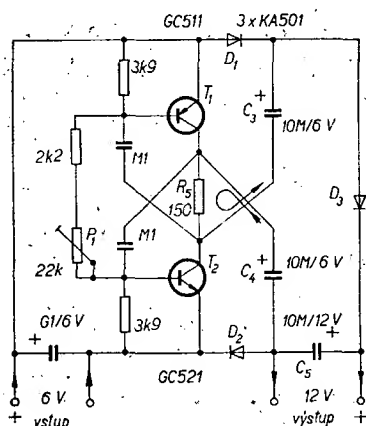 GC511 3 x KA501
3k9 T₁ D₁
C₃ + 10M/6 V
2k2 M1
R₅ 150
D₃
P₁ M1
22k
T₂
C₄ + 10M/6 V
3k9
G1/6 V + D₂ 10M/12 V
GC521 C₅ +
6 V 12 V
+ vstup výstup +